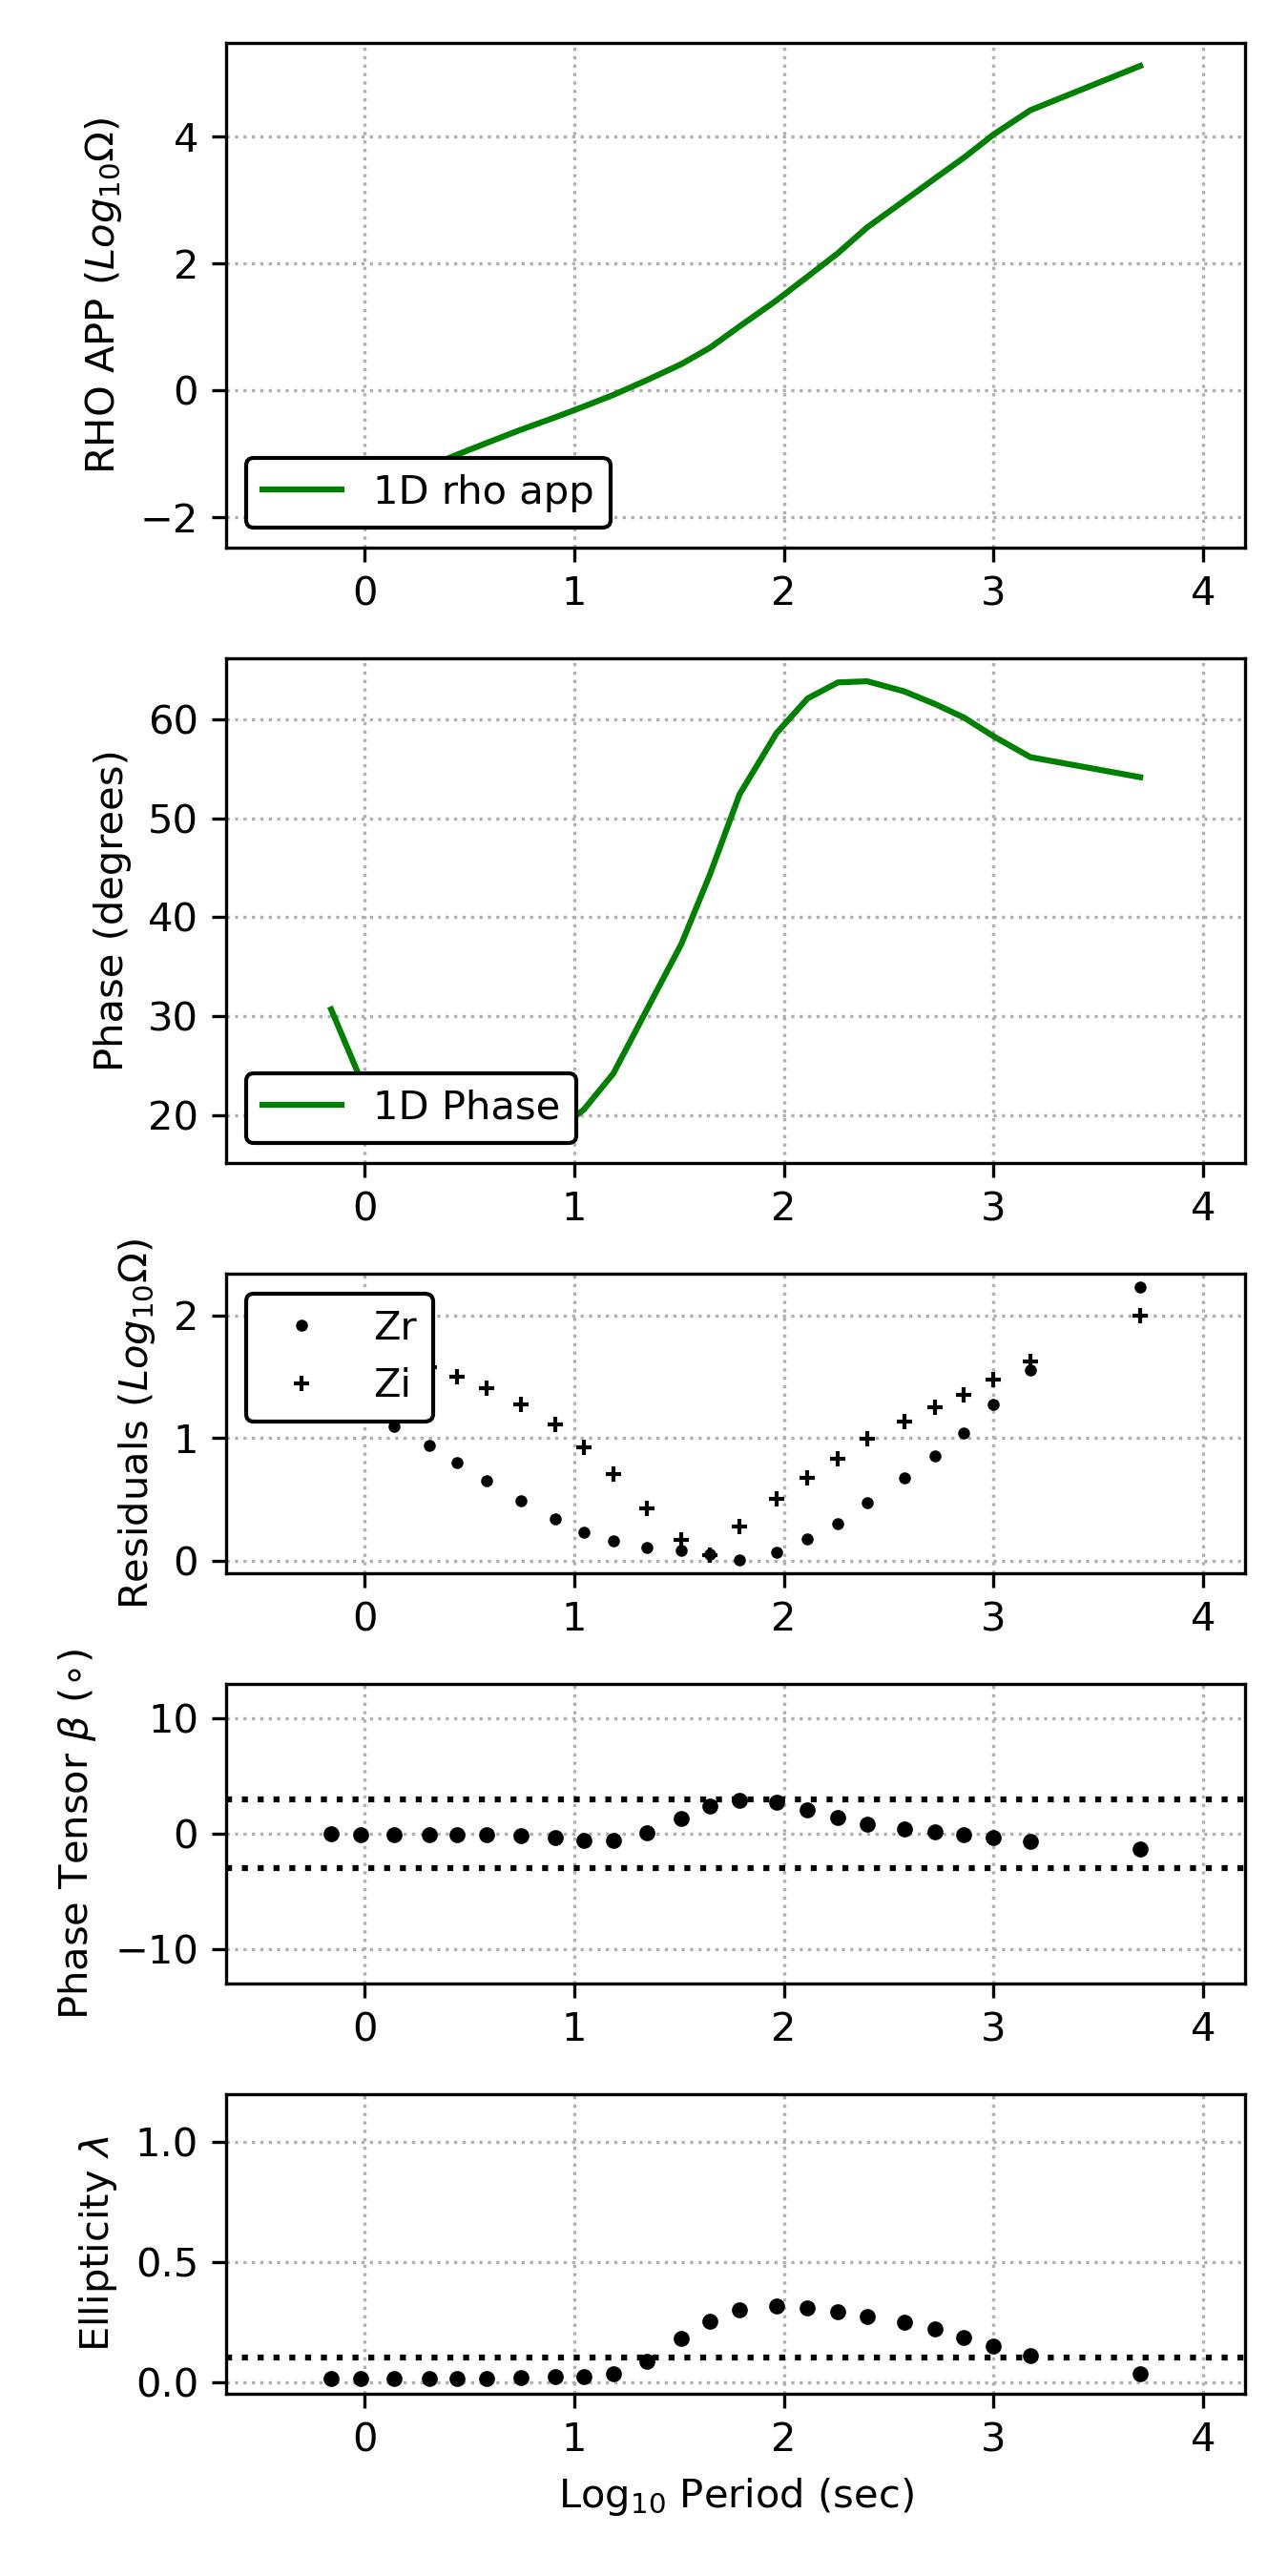 RHO APP (Log₁₀Ω)
4
2
0
−2
1D rho app
0 1 2 3 4
Phase (degrees)
60
50
40
30
20
1D Phase
0 1 2 3 4
Residuals (Log₁₀Ω)
2
1
0
Zr
Zi
0 1 2 3 4
Phase Tensor β (∘)
10
0
−10
0 1 2 3 4
Ellipticity λ
1.0
0.5
0.0
0 1 2 3 4
Log₁₀ Period (sec)